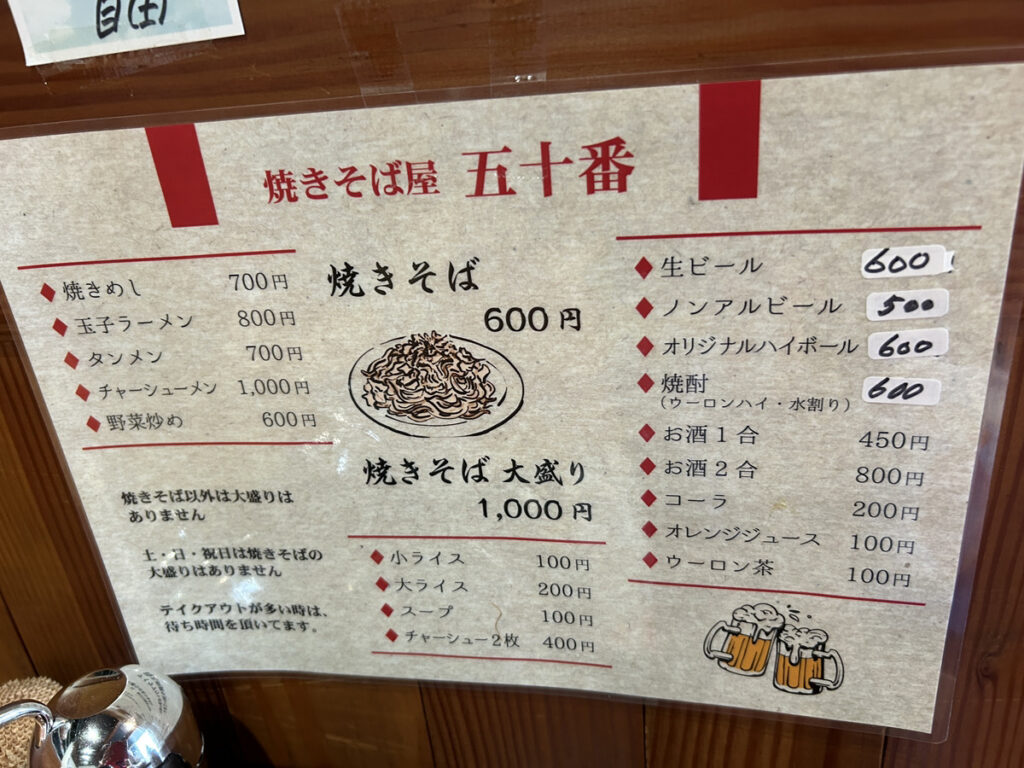 焼きそば屋 五十番
焼きめし 700円
玉子ラーメン 800円
タンメン 700円
チャーシューメン 1,000円
野菜炒め 600円
焼きそば以外は大盛りは
ありません
土・日・祝日は焼きそばの
大盛りはありません
テイクアウトが多い時は、
待ち時間を頂いてます。
焼きそば
600円
焼きそば 大盛り
1,000円
小ライス 100円
大ライス 200円
スープ 100円
チャーシュー2枚 400円
生ビール 600
ノンアルビール 500
オリジナルハイボール 600
焼酎 600
(ウーロンハイ・水割り)
お酒1合 450円
お酒2合 800円
コーラ 200円
オレンジジュース 100円
ウーロン茶 100円